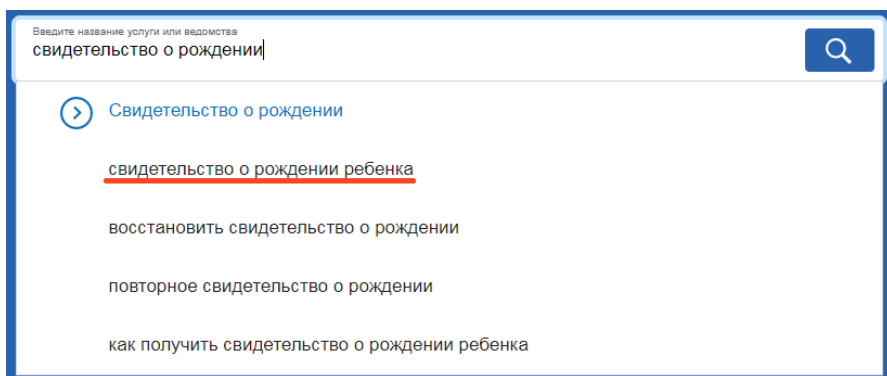 Введите название услуги или ведомства
свидетельство о рождении
Свидетельство о рождении
свидетельство о рождении ребенка
восстановить свидетельство о рождении
повторное свидетельство о рождении
как получить свидетельство о рождении ребенка